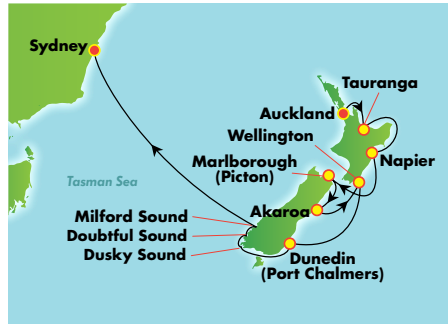 Sydney
Tauranga
Auckland
Wellington
Marlborough
(Picton)
Napier
Tasman Sea
Akaroa
Milford Sound
Doubtful Sound
Dusky Sound
Dunedin
(Port Chalmers)